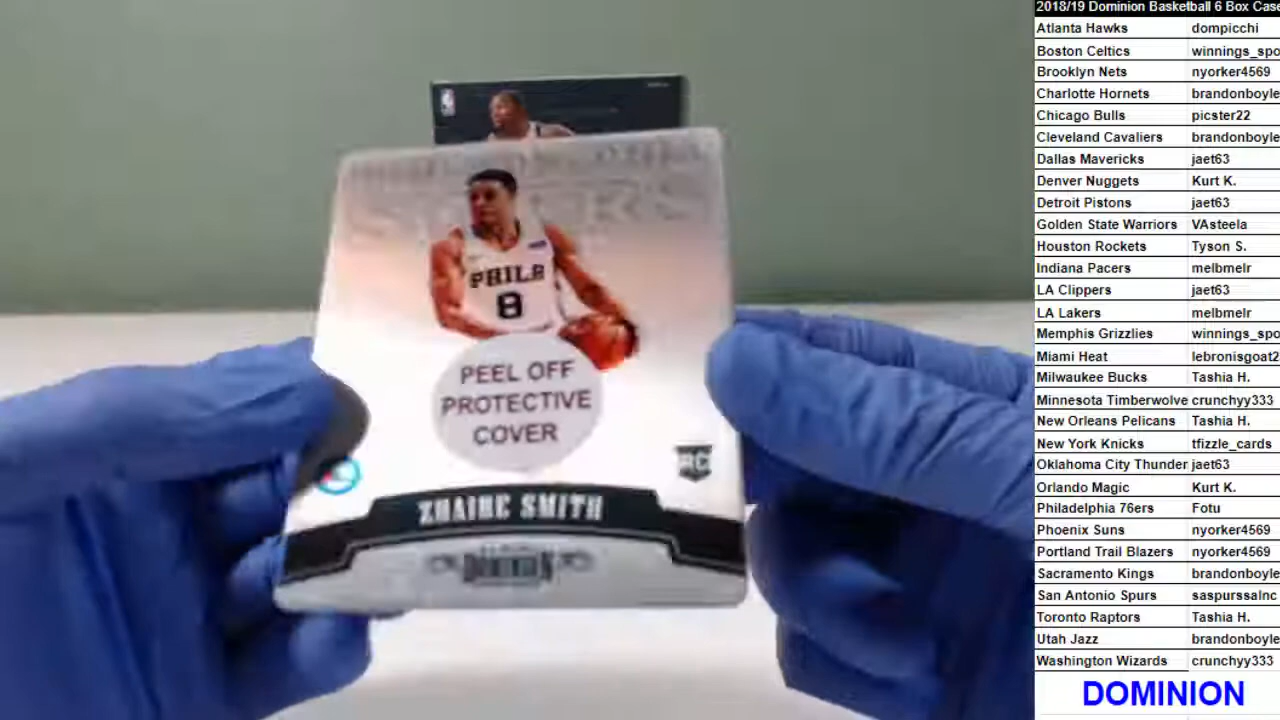 2018/19 Dominion Basketball 6 Box Case
Atlanta Hawks dompicchi
Boston Celtics winnings_spo
Brooklyn Nets nyorker4569
Charlotte Hornets brandonboyle
Chicago Bulls picster22
Cleveland Cavaliers brandonboyle
Dallas Mavericks jaet63
Denver Nuggets Kurt K.
Detroit Pistons jaet63
Golden State Warriors VAsteela
Houston Rockets Tyson S.
Indiana Pacers melbmelr
LA Clippers jaet63
LA Lakers melbmelr
Memphis Grizzlies winnings_spo
Miami Heat lebronisgoat2
Milwaukee Bucks Tashia H.
Minnesota Timberwolve crunchyy333
New Orleans Pelicans Tashia H.
New York Knicks tfizzle_cards
Oklahoma City Thunder jaet63
Orlando Magic Kurt K.
Philadelphia 76ers Fotu
Phoenix Suns nyorker4569
Portland Trail Blazers nyorker4569
Sacramento Kings brandonboyle
San Antonio Spurs saspurssalnc
Toronto Raptors Tashia H.
Utah Jazz brandonboyle
Washington Wizards crunchyy333
DOMINION
PHILA
8
PEEL OFF
PROTECTIVE
COVER
RC
ZHAIRE SMITH
DOMINION